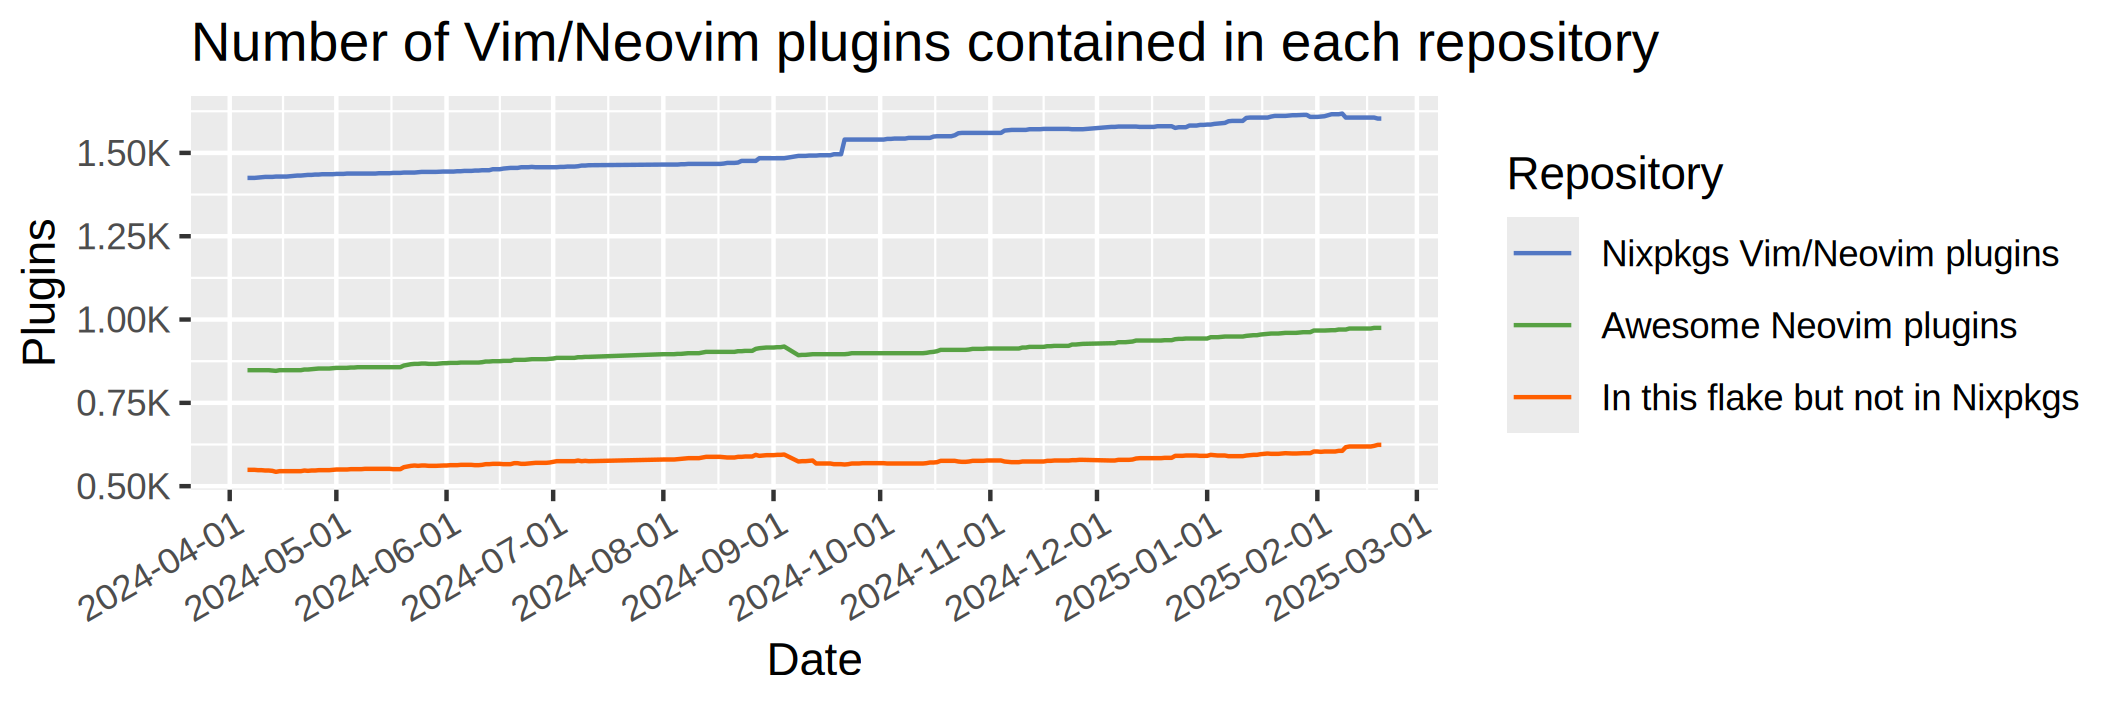 Number of Vim/Neovim plugins contained in each repository
Plugins
1.50K
1.25K
1.00K
0.75K
0.50K
2024-04-01
2024-05-01
2024-06-01
2024-07-01
2024-08-01
2024-09-01
2024-10-01
2024-11-01
2024-12-01
2025-01-01
2025-02-01
2025-03-01
Date
Repository
Nixpkgs Vim/Neovim plugins
Awesome Neovim plugins
In this flake but not in Nixpkgs